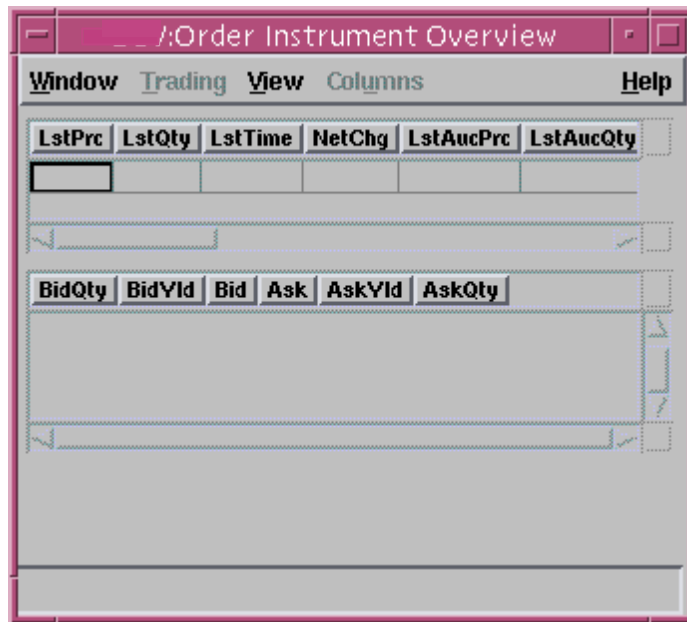 :Order Instrument Overview
Window Trading View Columns Help
LstPrc LstQty LstTime NetChg LstAucPrc LstAucQty
BidQty BidYld Bid Ask AskYld AskQty